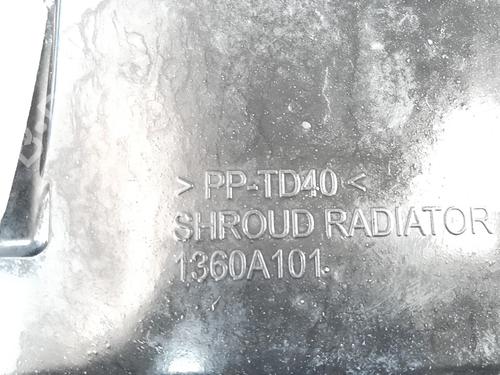 > PP-TD40 <
SHROUD RADIATOR
1360A101